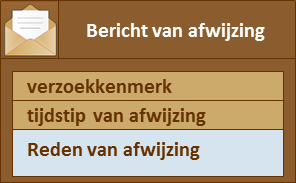 Bericht van afwijzing
verzoekkenmerk
tijdstip van afwijzing
Reden van afwijzing